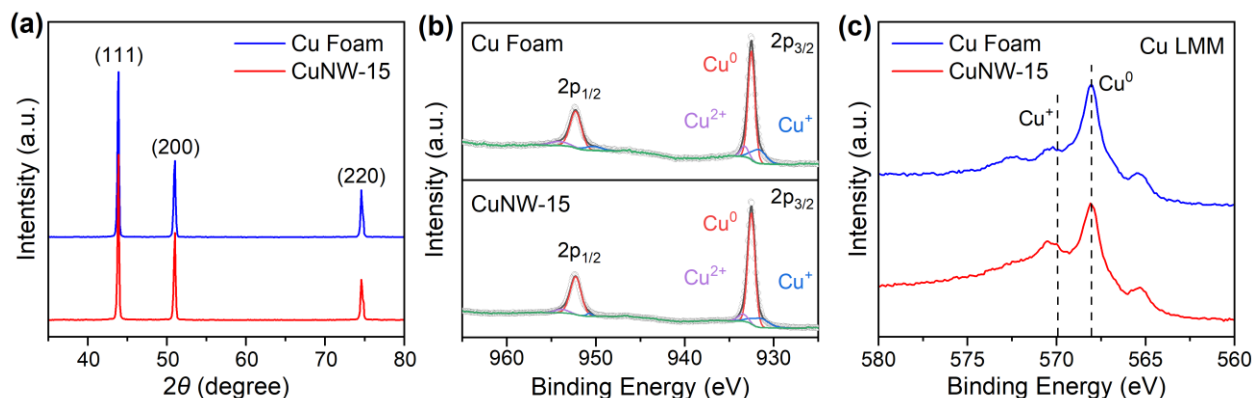 (a)
Cu Foam
CuNW-15
(111)
(200)
(220)
Intentsity (a.u.)
40 50 60 70 80
2θ (degree)
(b)
Cu Foam
2p1/2
2p3/2
Cu0
Cu2+
Cu+
CuNW-15
2p1/2
2p3/2
Cu0
Cu2+
Cu+
Intensity (a.u.)
960 950 940 930
Binding Energy (eV)
(c)
Cu Foam
CuNW-15
Cu LMM
Cu+
Cu0
Intensity (a.u.)
580 575 570 565 560
Binding Energy (eV)